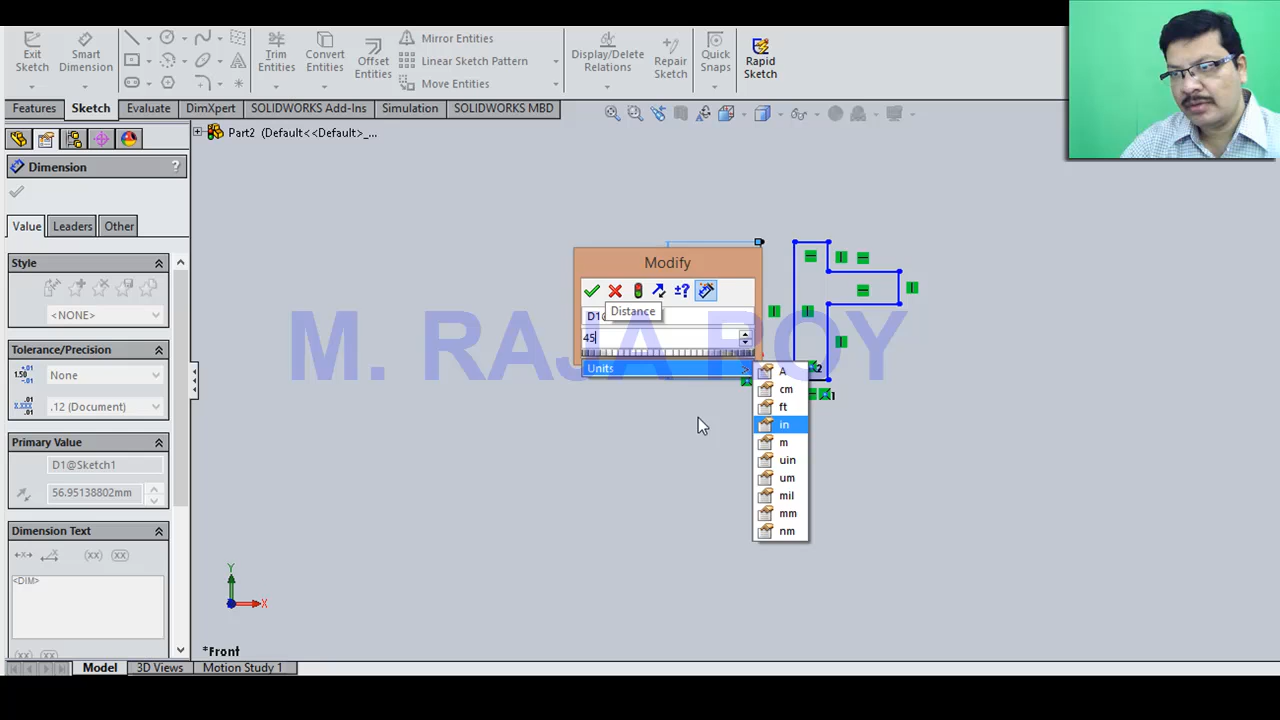 Exit Sketch
Smart Dimension
Trim Entities
Convert Entities
Offset Entities
Mirror Entities
Linear Sketch Pattern
Move Entities
Display/Delete Relations
Repair Sketch
Quick Snaps
Rapid Sketch
Features
Sketch
Evaluate
DimXpert
SOLIDWORKS Add-Ins
Simulation
SOLIDWORKS MBD
Part2 (Default<<Default>_...
Dimension
?
Value
Leaders
Other
Style
<NONE>
Tolerance/Precision
None
.12 (Document)
Primary Value
D1@Sketch1
56.95138802mm
Dimension Text
<DIM>
Modify
±?
Distance
45
Units
A
cm
ft
in
m
uin
um
mil
mm
nm
2
1
M. RAJA ROY
Y
X
*Front
Model
3D Views
Motion Study 1